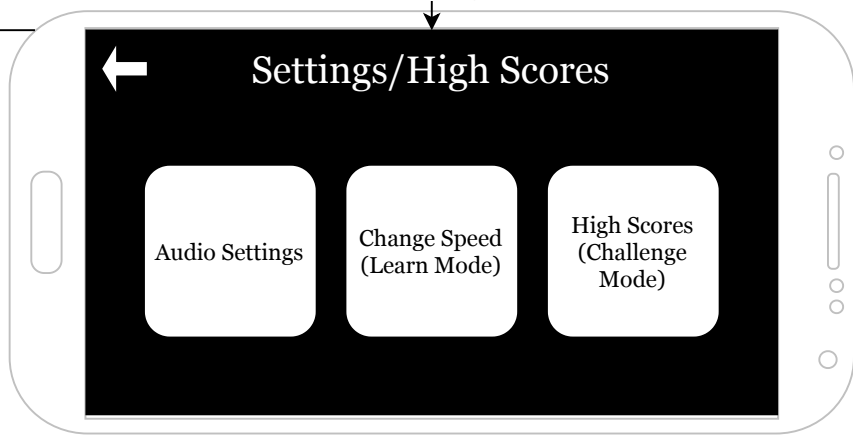 Settings/High Scores
Audio Settings
Change Speed
(Learn Mode)
High Scores
(Challenge
Mode)